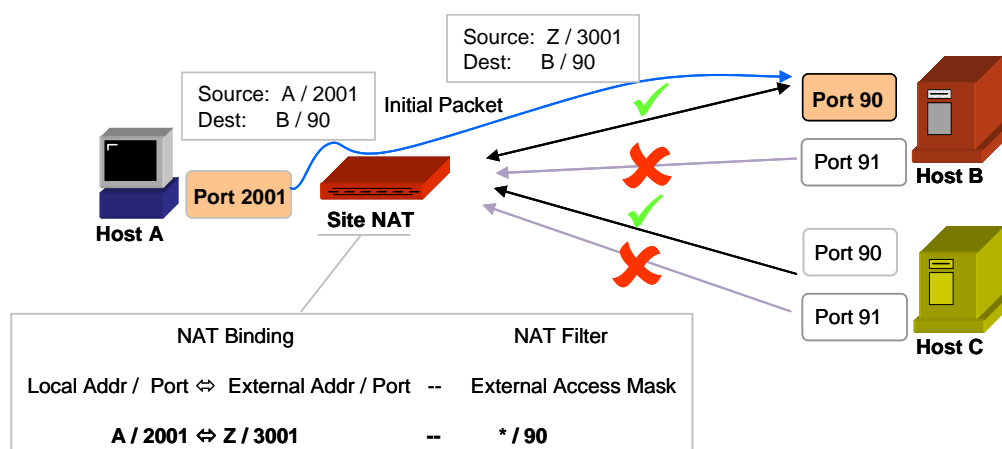 Source: Z / 3001
Dest: B / 90
Source: A / 2001
Dest: B / 90
Initial Packet
Port 90
Port 91
Host B
Port 2001
Host A
Site NAT
Port 90
Port 91
Host C
NAT Binding NAT Filter
Local Addr / Port ⇔ External Addr / Port -- External Access Mask
A / 2001 ⇔ Z / 3001 -- * / 90